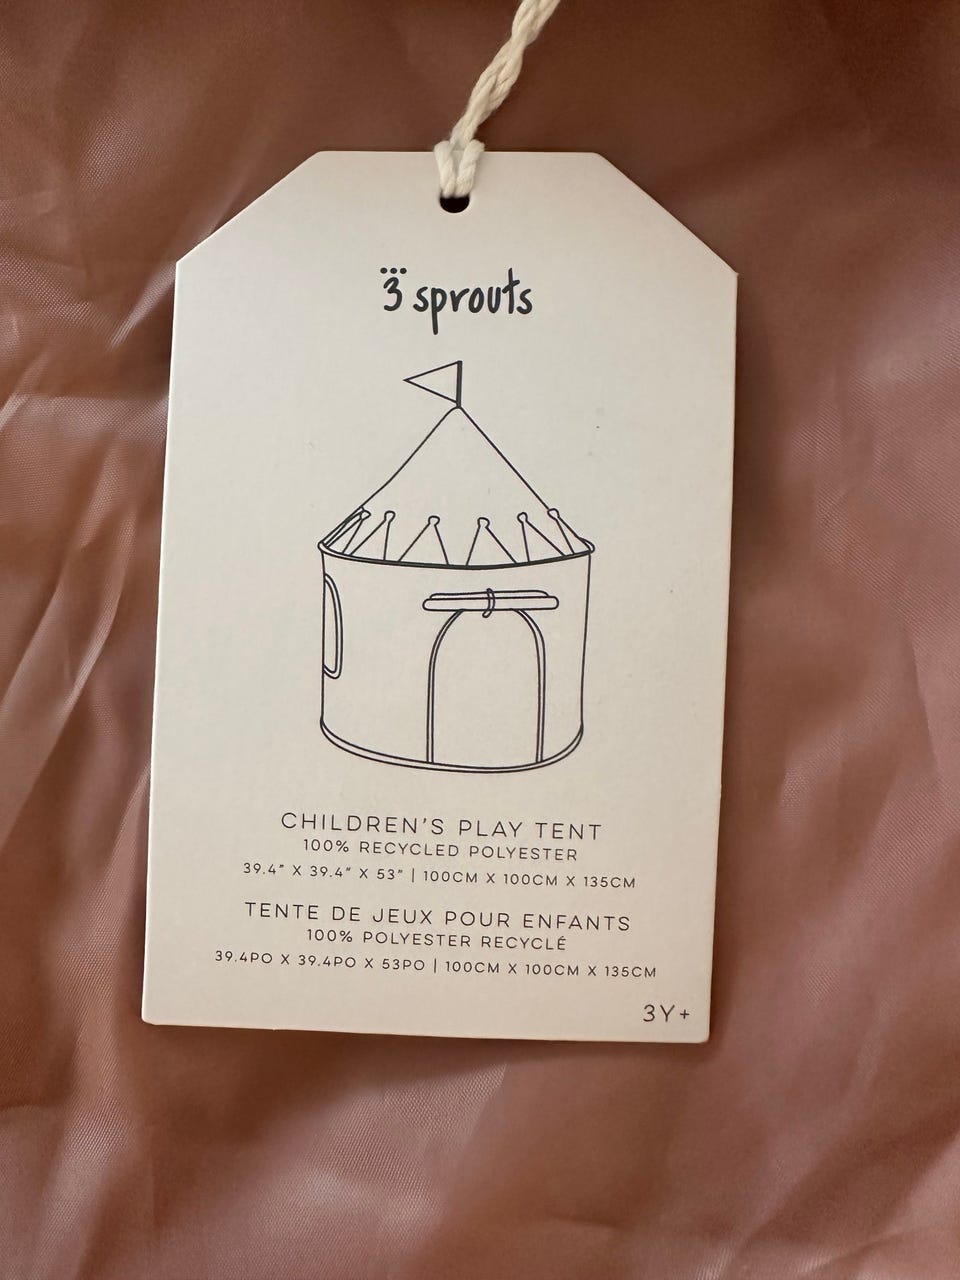 3 sprouts
CHILDREN'S PLAY TENT
100% RECYCLED POLYESTER
39.4" X 39.4" X 53" | 100CM X 100CM X 135CM
TENTE DE JEUX POUR ENFANTS
100% POLYESTER RECYCLÉ
39.4PO X 39.4PO X 53PO | 100CM X 100CM X 135CM
3Y+